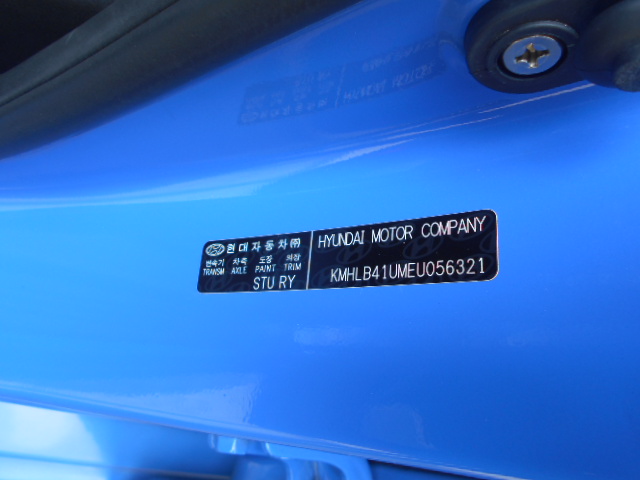 현대자동차㈜
변속기 차축 도장 의장
TRANSM AXLE PAINT TRIM
STU RY
HYUNDAI MOTOR COMPANY
KMHLB41UMEU056321